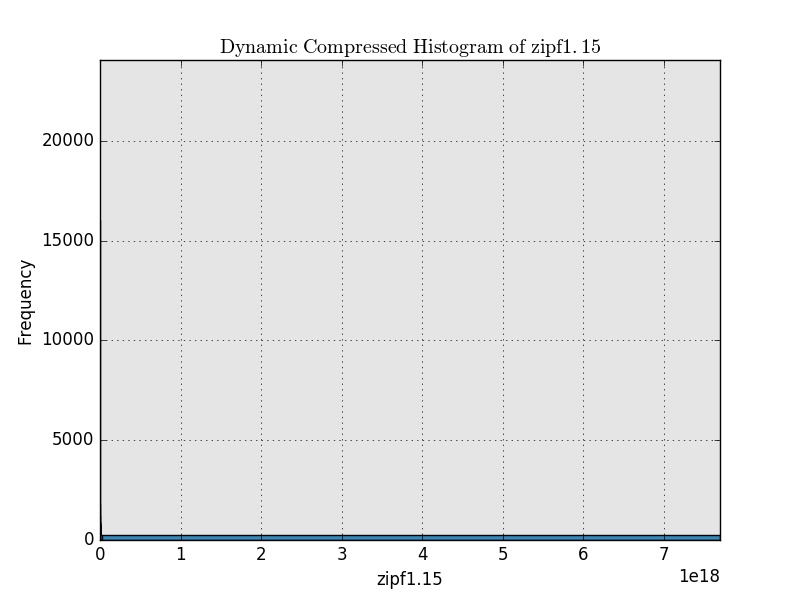 Dynamic Compressed Histogram of zipf1.15
20000
15000
10000
5000
0
Frequency
0 1 2 3 4 5 6 7
1e18
zipf1.15